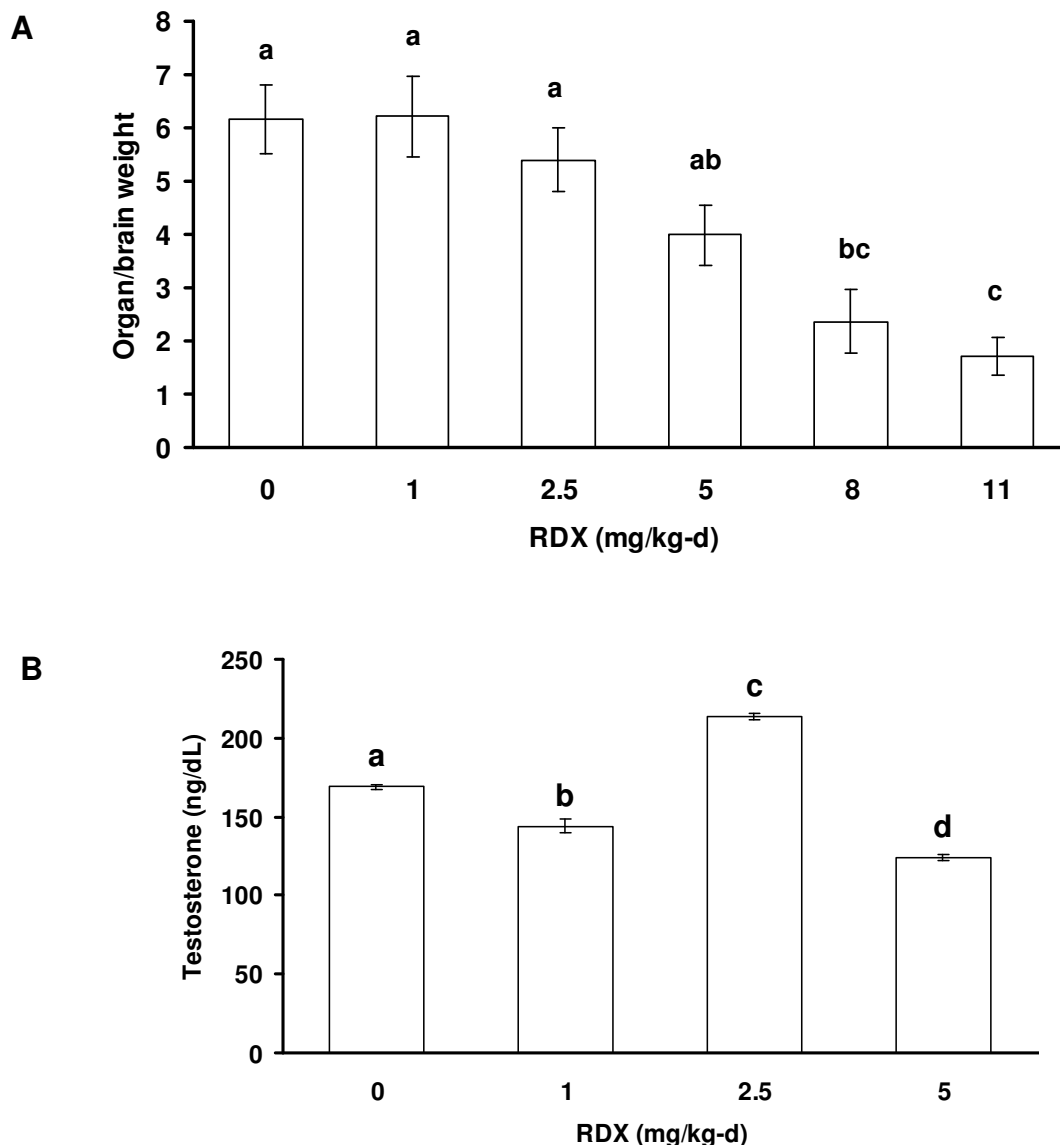 A
8
7
6
5
4
3
2
1
0
Organ/brain weight
a
a
a
ab
bc
c
0 1 2.5 5 8 11
RDX (mg/kg-d)
B
250
200
150
100
50
0
Testosterone (ng/dL)
a
b
c
d
0 1 2.5 5
RDX (mg/kg-d)